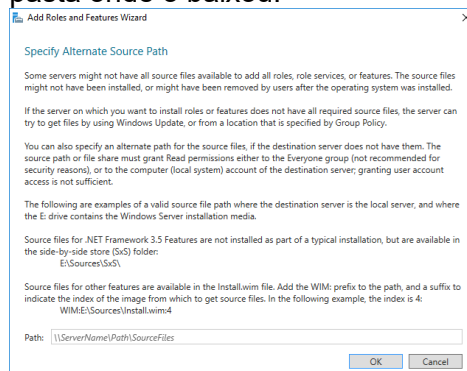 pasta onde o baixou.
Add Roles and Features Wizard
Specify Alternate Source Path
Some servers might not have all source files available to add all roles, role services, or features. The source files
might not have been installed, or might have been removed by users after the operating system was installed.
If the server on which you want to install roles or features does not have all required source files, the server can
try to get files by using Windows Update, or from a location that is specified by Group Policy.
You can also specify an alternate path for the source files, if the destination server does not have them. The
source path or file share must grant Read permissions either to the Everyone group (not recommended for
security reasons), or to the computer (local system) account of the destination server; granting user account
access is not sufficient.
The following are examples of a valid source file path where the destination server is the local server, and where
the E: drive contains the Windows Server installation media.
Source files for .NET Framework 3.5 Features are not installed as part of a typical installation, but are available in
the side-by-side store (SxS) folder:
E:\Sources\SxS\
Source files for other features are available in the Install.wim file. Add the WIM: prefix to the path, and a suffix to
indicate the index of the image from which to get source files. In the following example, the index is 4:
WIM:E:\Sources\Install.wim:4
Path: \\ServerName\Path\SourceFiles
OK Cancel